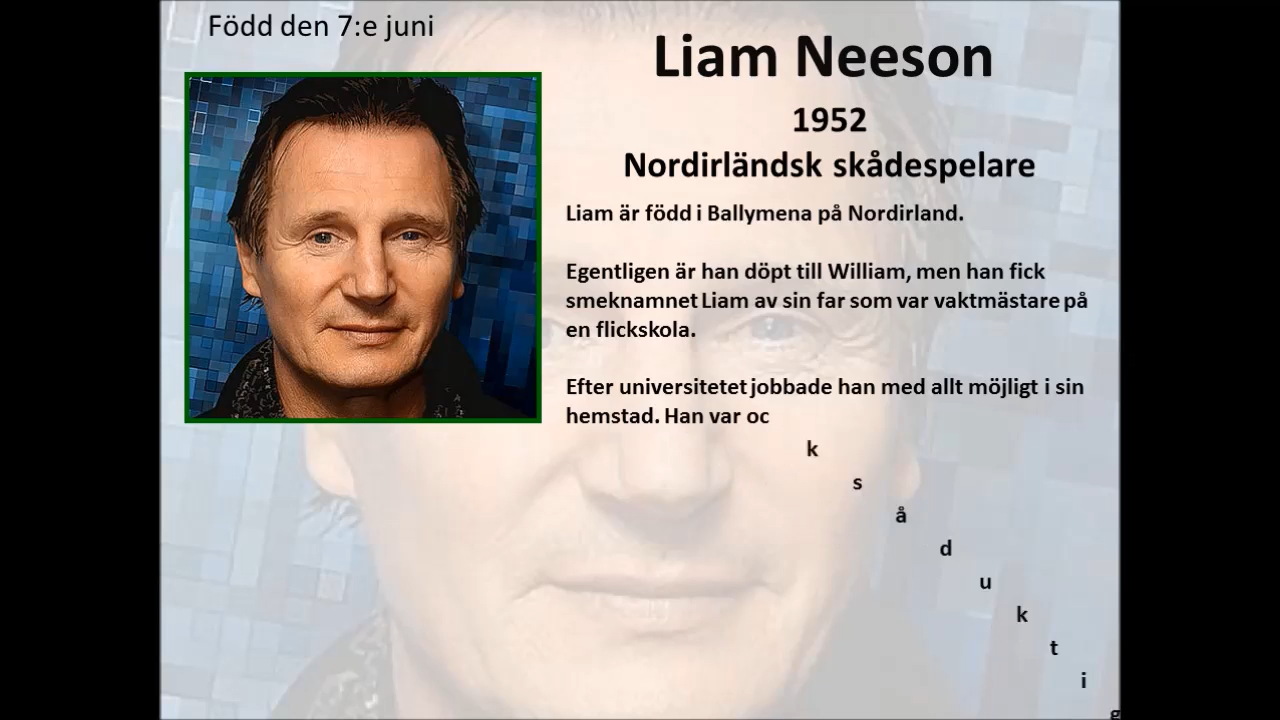 Född den 7:e juni
Liam Neeson
1952
Nordirländsk skådespelare
Liam är född i Ballymena på Nordirland.
Egentligen är han döpt till William, men han fick
smeknamnet Liam av sin far som var vaktmästare på
en flickskola.
Efter universitetet jobbade han med allt möjligt i sin
hemstad. Han var oc
k
s
å
d
u
k
t
i
g